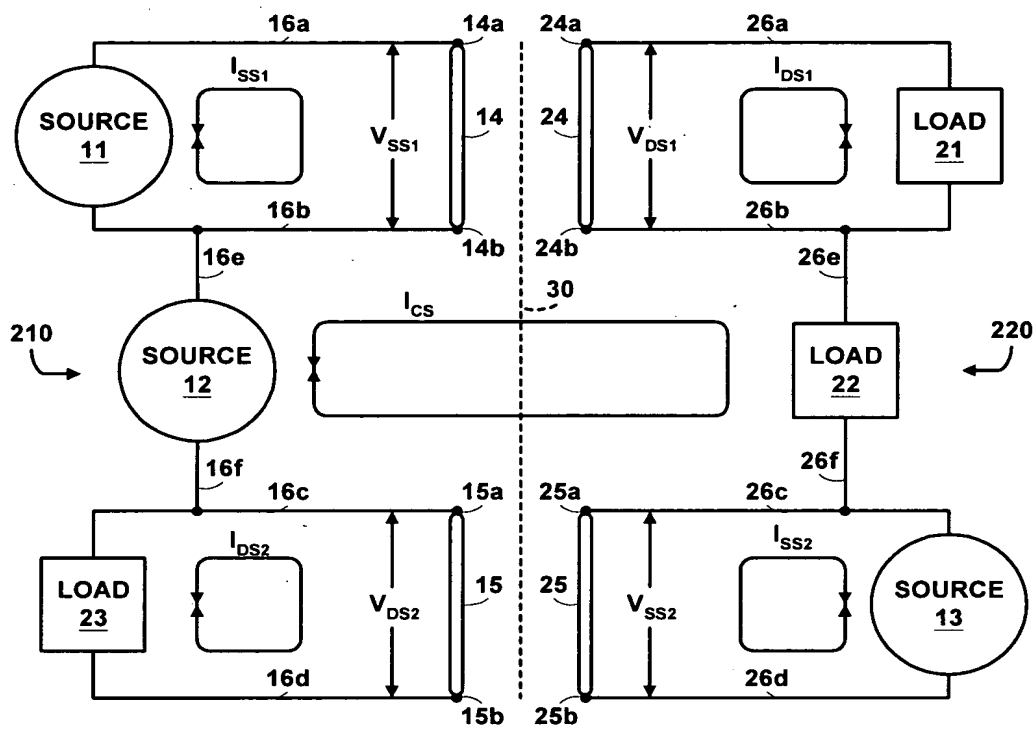 16a 14a 24a 26a
I_SS1 I_DS1
SOURCE 11 V_SS1 14 24 V_DS1 LOAD 21
16b 14b 24b 26b
16e 30 26e
I_CS
210 SOURCE 12 LOAD 22 220
16f 26f
16c 15a 25a 26c
I_DS2 I_SS2
LOAD 23 V_DS2 15 25 V_SS2 SOURCE 13
16d 15b 25b 26d